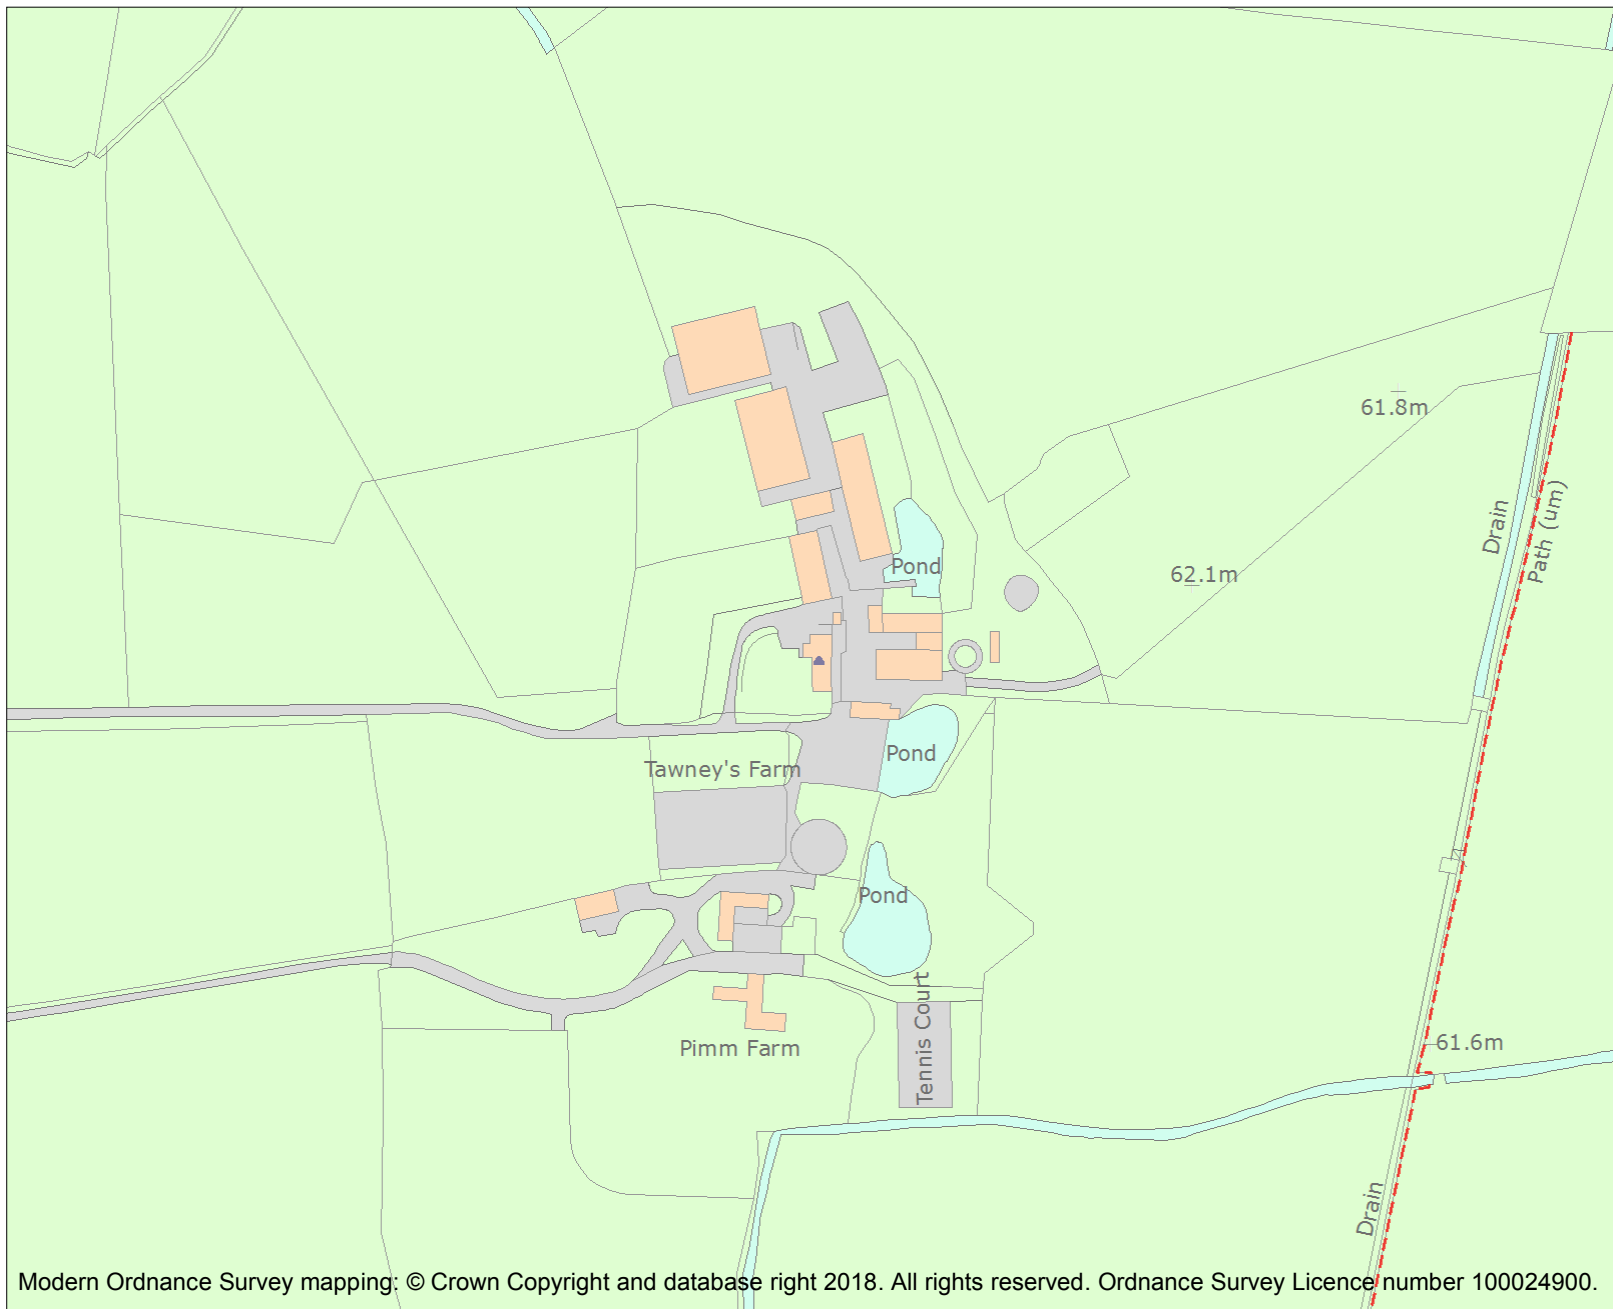 61.8m
Drain
Path (um)
Pond
62.1m
Pond
Tawney's Farm
Pond
Tennis Court
61.6m
Pimm Farm
Drain
Modern Ordnance Survey mapping: © Crown Copyright and database right 2018. All rights reserved. Ordnance Survey Licence number 100024900.